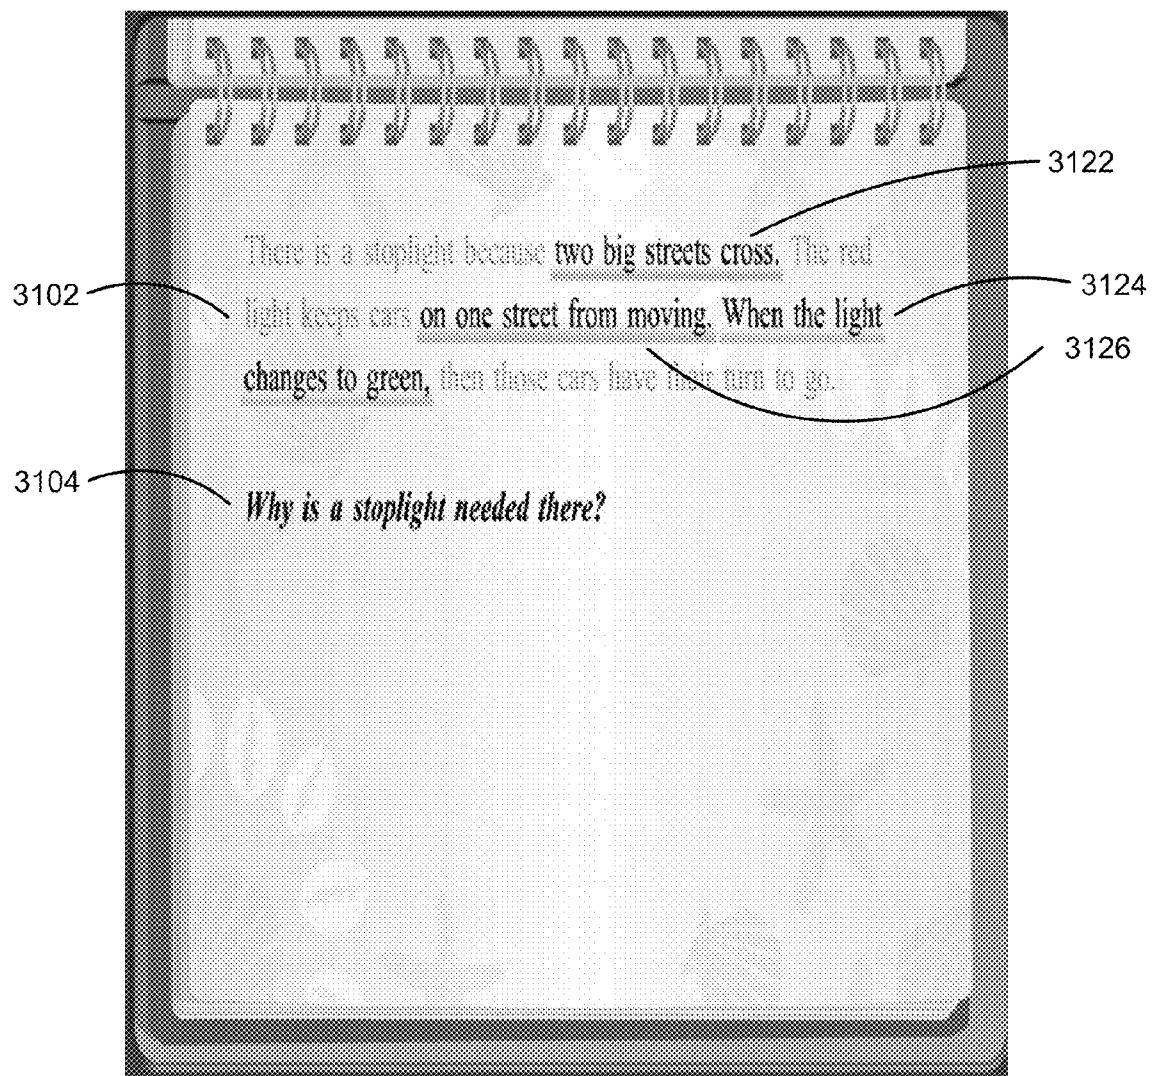 3122
There is a stoplight because two big streets cross. The red
3124
3102
light keeps cars on one street from moving. When the light
3126
changes to green, then those cars have their turn to go.
3104
Why is a stoplight needed there?